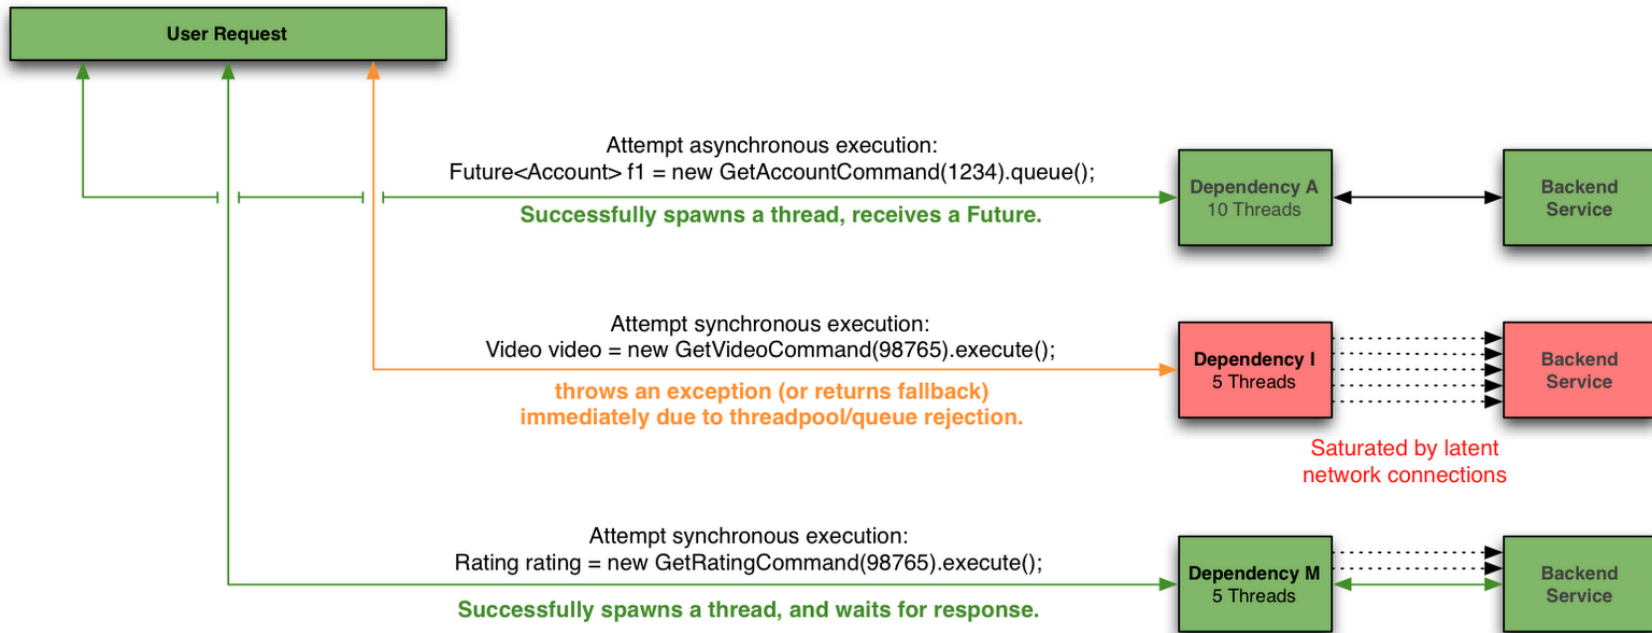 User Request
Attempt asynchronous execution:
Future<Account> f1 = new GetAccountCommand(1234).queue();
Successfully spawns a thread, receives a Future.
Dependency A
10 Threads
Backend
Service
Attempt synchronous execution:
Video video = new GetVideoCommand(98765).execute();
throws an exception (or returns fallback)
immediately due to threadpool/queue rejection.
Dependency I
5 Threads
Backend
Service
Saturated by latent
network connections
Attempt synchronous execution:
Rating rating = new GetRatingCommand(98765).execute();
Successfully spawns a thread, and waits for response.
Dependency M
5 Threads
Backend
Service